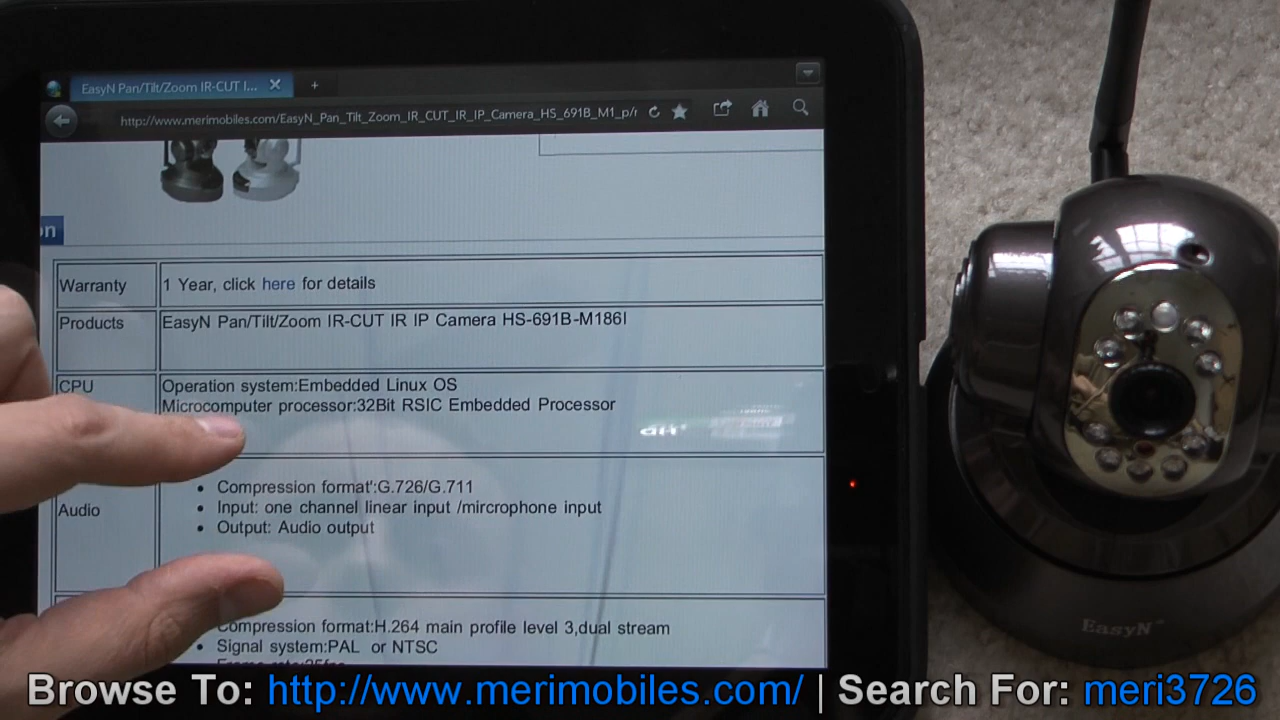 EasyN Pan/Tilt/Zoom IR-CUT I...
http://www.merimobiles.com/EasyN_Pan_Tilt_Zoom_IR_CUT_IR_IP_Camera_HS_691B_M1_p/r
on
Warranty
1 Year, click here for details
Products
EasyN Pan/Tilt/Zoom IR-CUT IR IP Camera HS-691B-M186I
CPU
Operation system:Embedded Linux OS
Microcomputer processor:32Bit RSIC Embedded Processor
Audio
Compression format':G.726/G.711
Input: one channel linear input /mircrophone input
Output: Audio output
Compression format:H.264 main profile level 3,dual stream
Signal system:PAL or NTSC
Frame rate:25fps
EasyN
Browse To: http://www.merimobiles.com/ | Search For: meri3726